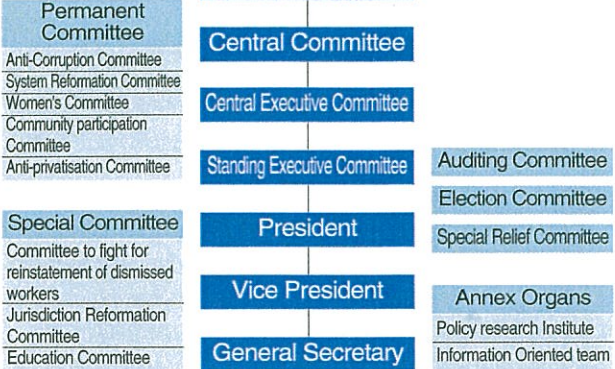 Permanent
Committee
Anti-Corruption Committee
System Reformation Committee
Women's Committee
Community participation
Committee
Anti-privatisation Committee
Special Committee
Committee to fight for
reinstatement of dismissed
workers
Jurisdiction Reformation
Committee
Education Committee
Central Committee
Central Executive Committee
Standing Executive Committee
President
Vice President
General Secretary
Auditing Committee
Election Committee
Special Relief Committee
Annex Organs
Policy research Institute
Information Oriented team